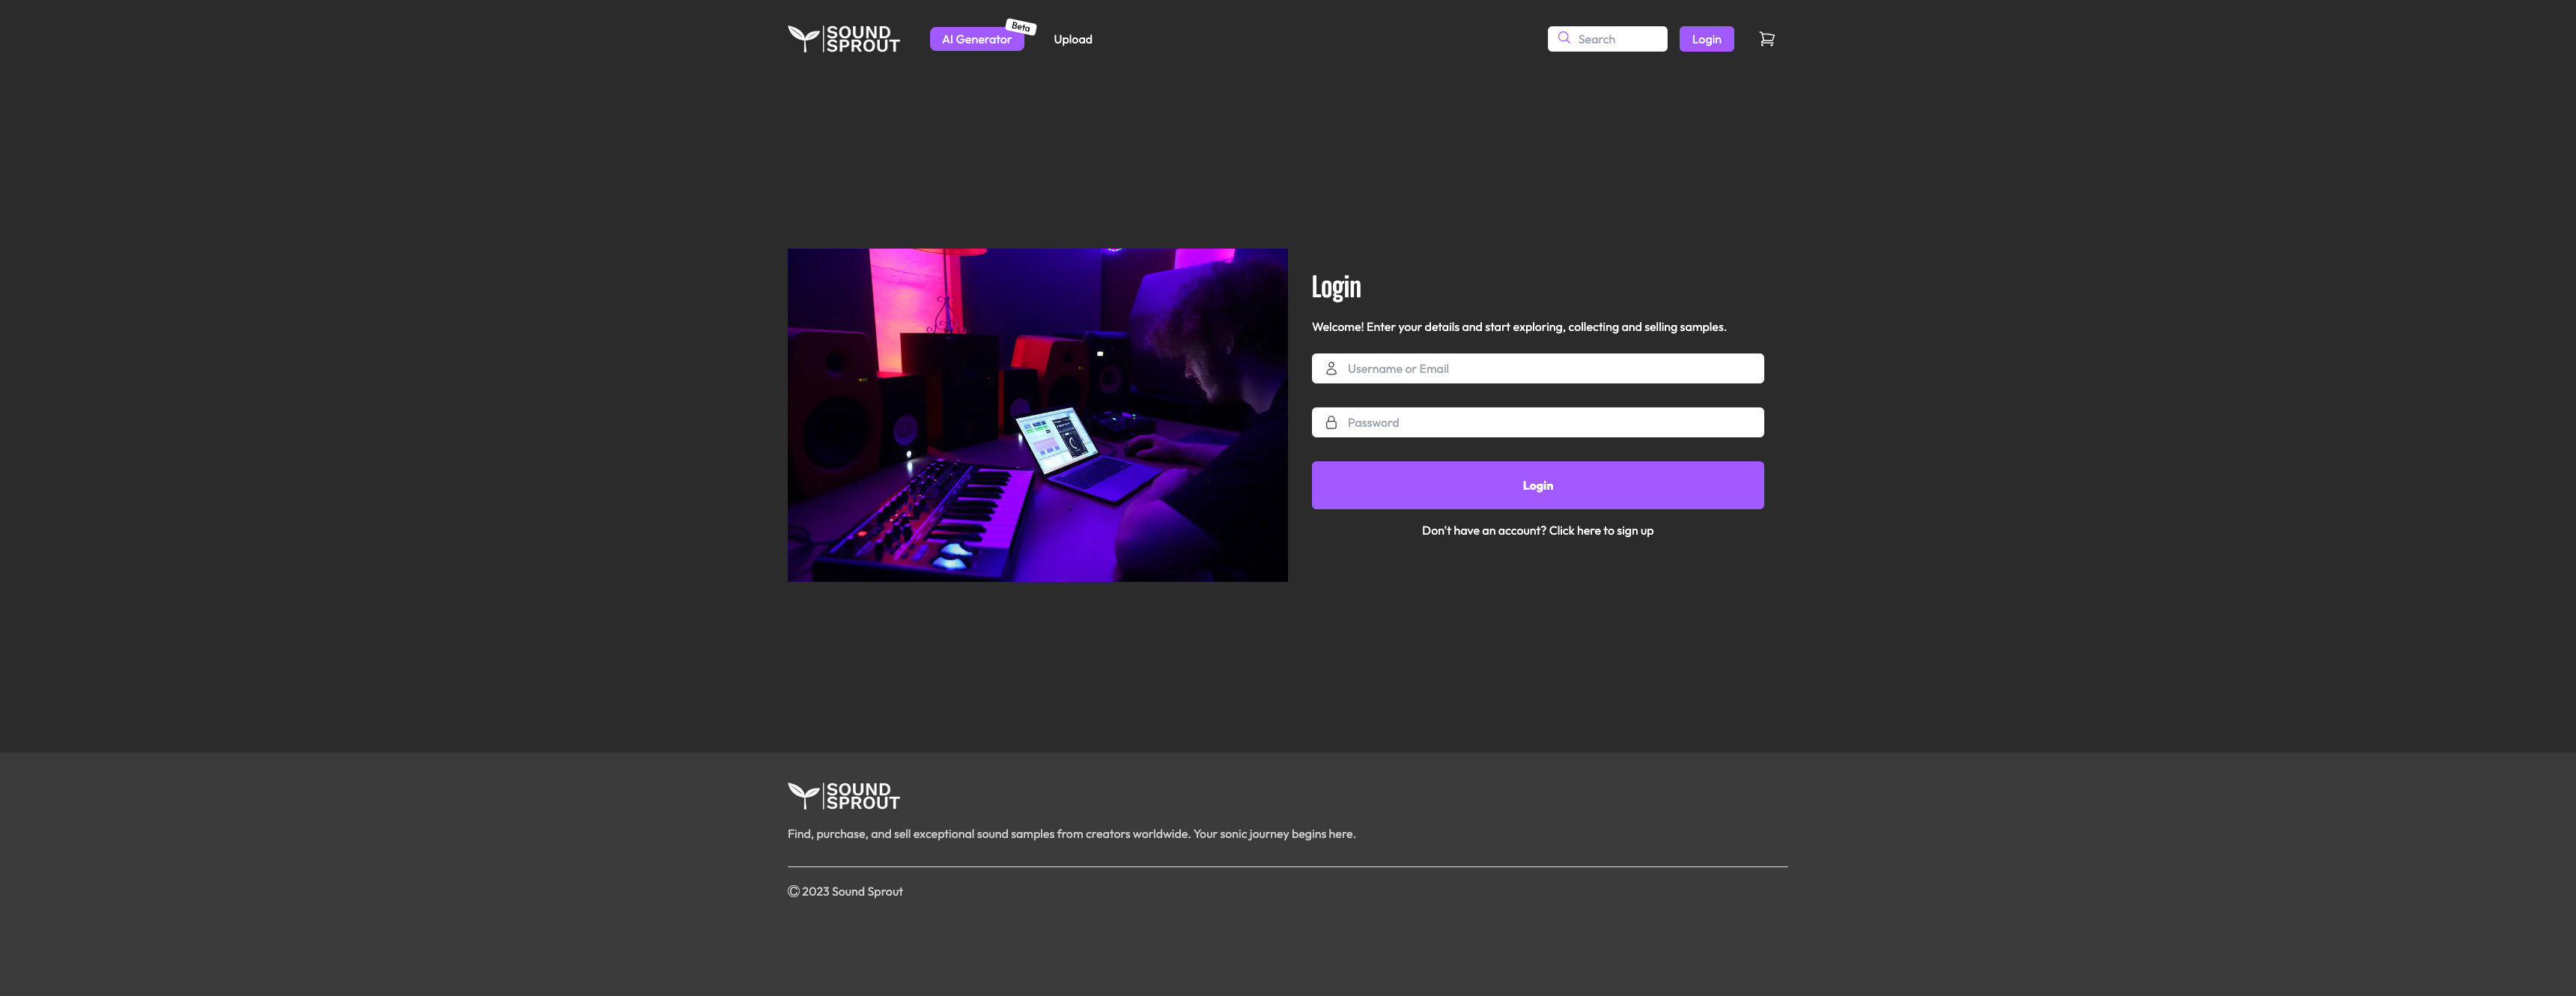 SOUND
SPROUT
AI Generator
Beta
Upload
Search
Login
Login
Welcome! Enter your details and start exploring, collecting and selling samples.
Username or Email
Password
Login
Don't have an account? Click here to sign up
SOUND
SPROUT
Find, purchase, and sell exceptional sound samples from creators worldwide. Your sonic journey begins here.
© 2023 Sound Sprout